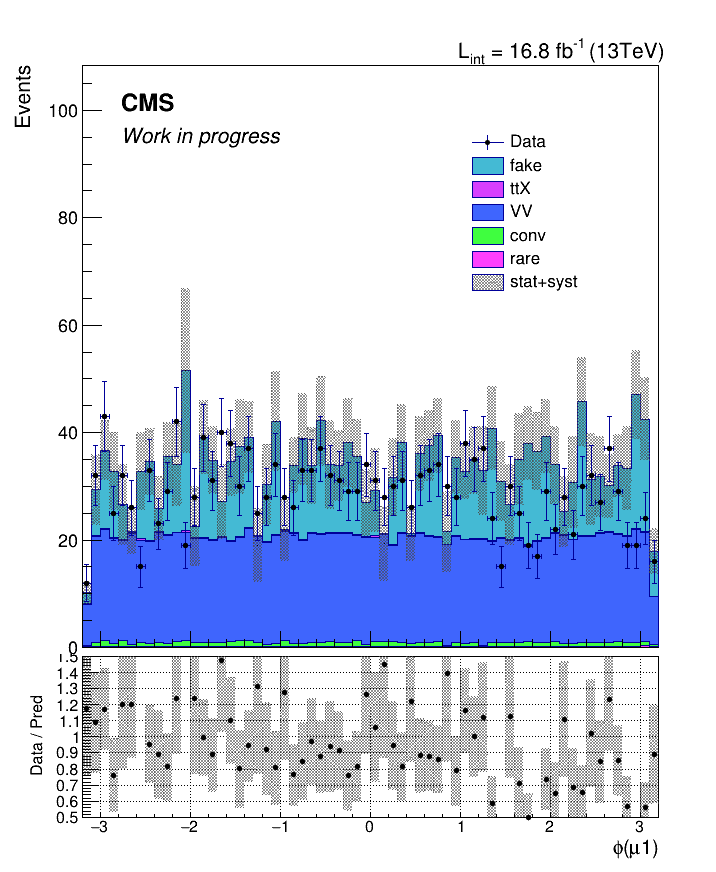 L_int = 16.8 fb⁻¹ (13TeV)
Events
CMS
Work in progress
Data
fake
ttX
VV
conv
rare
stat+syst
100
80
60
40
20
0
1.5
1.4
1.3
1.2
1.1
1
0.9
0.8
0.7
0.6
0.5
Data / Pred
−3 −2 −1 0 1 2 3
ϕ(μ1)